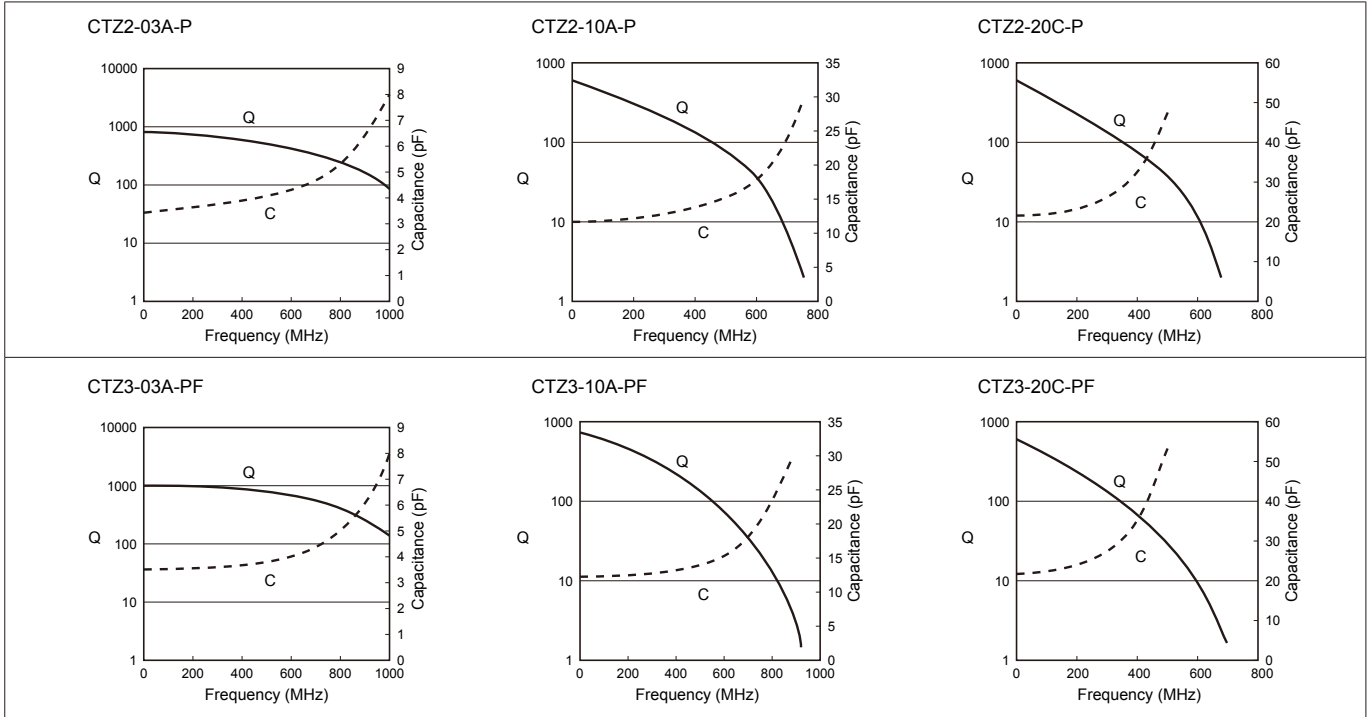 CTZ2-03A-P
10000
1000
100
10
1
Q
Q
C
9
8
7
6
5
4
3
2
1
0
Capacitance (pF)
0 200 400 600 800 1000
Frequency (MHz)
CTZ2-10A-P
1000
100
10
1
Q
Q
C
35
30
25
20
15
10
5
0
Capacitance (pF)
0 200 400 600 800
Frequency (MHz)
CTZ2-20C-P
1000
100
10
1
Q
Q
C
60
50
40
30
20
10
0
Capacitance (pF)
0 200 400 600 800
Frequency (MHz)
CTZ3-03A-PF
10000
1000
100
10
1
Q
Q
C
9
8
7
6
5
4
3
2
1
0
Capacitance (pF)
0 200 400 600 800 1000
Frequency (MHz)
CTZ3-10A-PF
1000
100
10
1
Q
Q
C
35
30
25
20
15
10
5
0
Capacitance (pF)
0 200 400 600 800 1000
Frequency (MHz)
CTZ3-20C-PF
1000
100
10
1
Q
Q
C
60
50
40
30
20
10
0
Capacitance (pF)
0 200 400 600 800
Frequency (MHz)